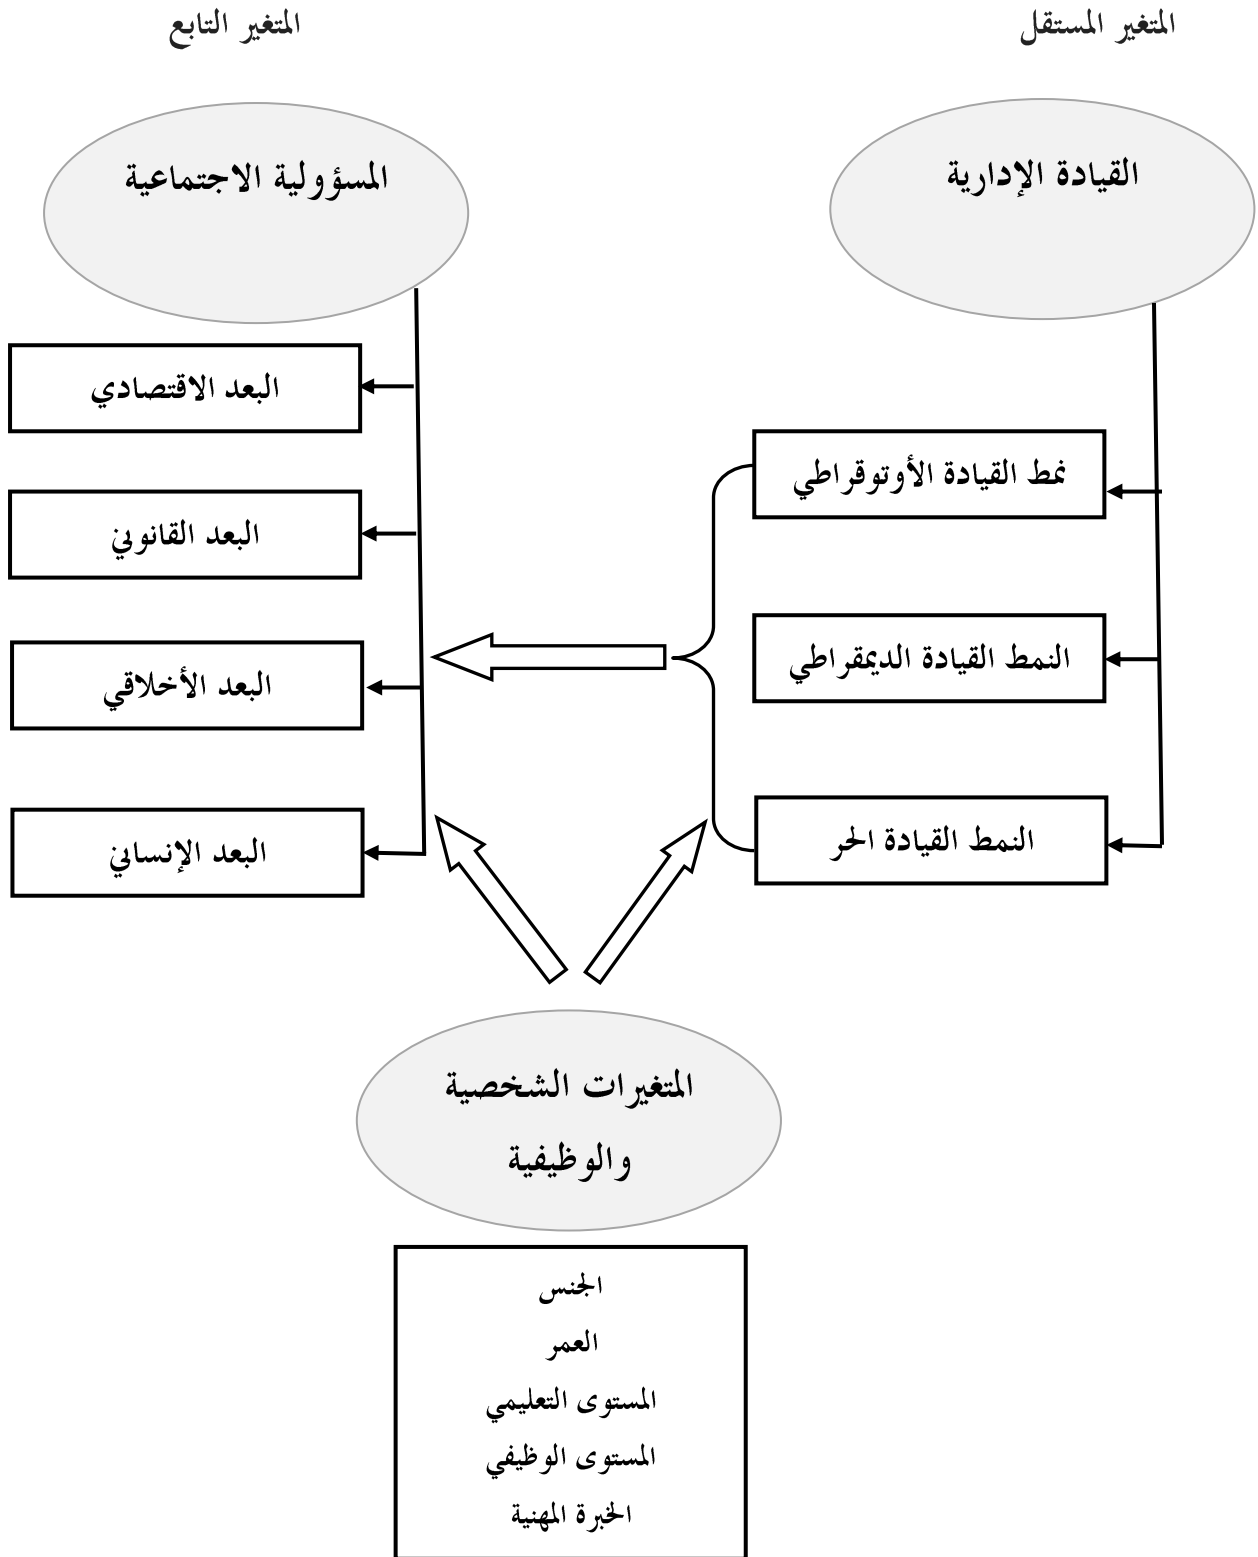 المتغير المستقل
المتغير التابع
القيادة الإدارية
المسؤولية الاجتماعية
نمط القيادة الأوتوقراطي
النمط القيادة الديمقراطي
النمط القيادة الحر
البعد الاقتصادي
البعد القانوني
البعد الأخلاقي
البعد الإنساني
المتغيرات الشخصية
والوظيفية
الجنس
العمر
المستوى التعليمي
المستوى الوظيفي
الخبرة المهنية